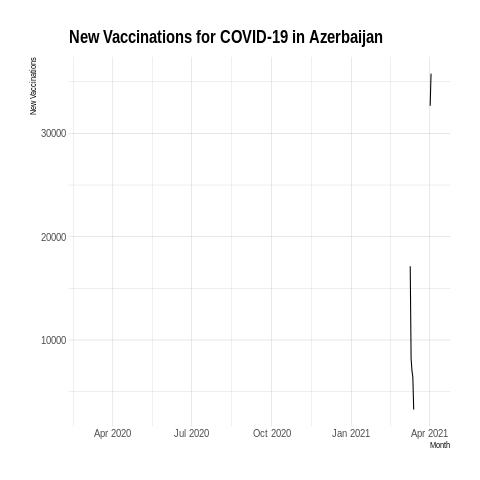 New Vaccinations for COVID-19 in Azerbaijan
New Vaccinations
30000
20000
10000
Apr 2020 Jul 2020 Oct 2020 Jan 2021 Apr 2021
Month